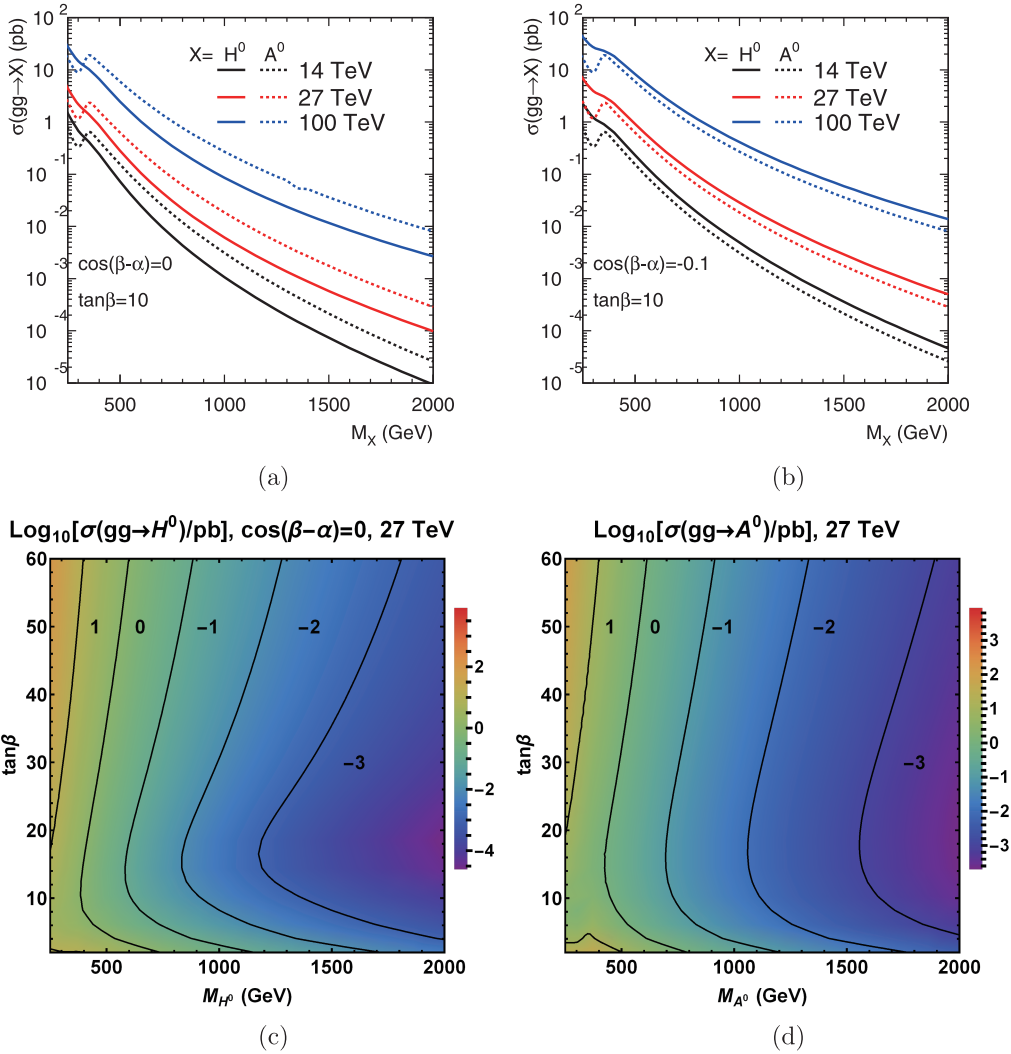 σ(gg→X) (pb)
10 2
10
1
-1
10
-2
10
-3
10
-4
10
-5
10
X= H0 A0
14 TeV
27 TeV
100 TeV
cos(β-α)=0
tanβ=10
500 1000 1500 2000
MX (GeV)
(a)
σ(gg→X) (pb)
10 2
10
1
-1
10
-2
10
-3
10
-4
10
-5
10
X= H0 A0
14 TeV
27 TeV
100 TeV
cos(β-α)=-0.1
tanβ=10
500 1000 1500 2000
MX (GeV)
(b)
Log10[σ(gg→H0)/pb], cos(β−α)=0, 27 TeV
tanβ
60
50
40
30
20
10
1 0 −1 −2
−3
500 1000 1500 2000
MH0 (GeV)
2
0
−2
−4
(c)
Log10[σ(gg→A0)/pb], 27 TeV
tanβ
60
50
40
30
20
10
1 0 −1 −2
−3
500 1000 1500 2000
MA0 (GeV)
3
2
1
0
−1
−2
−3
(d)